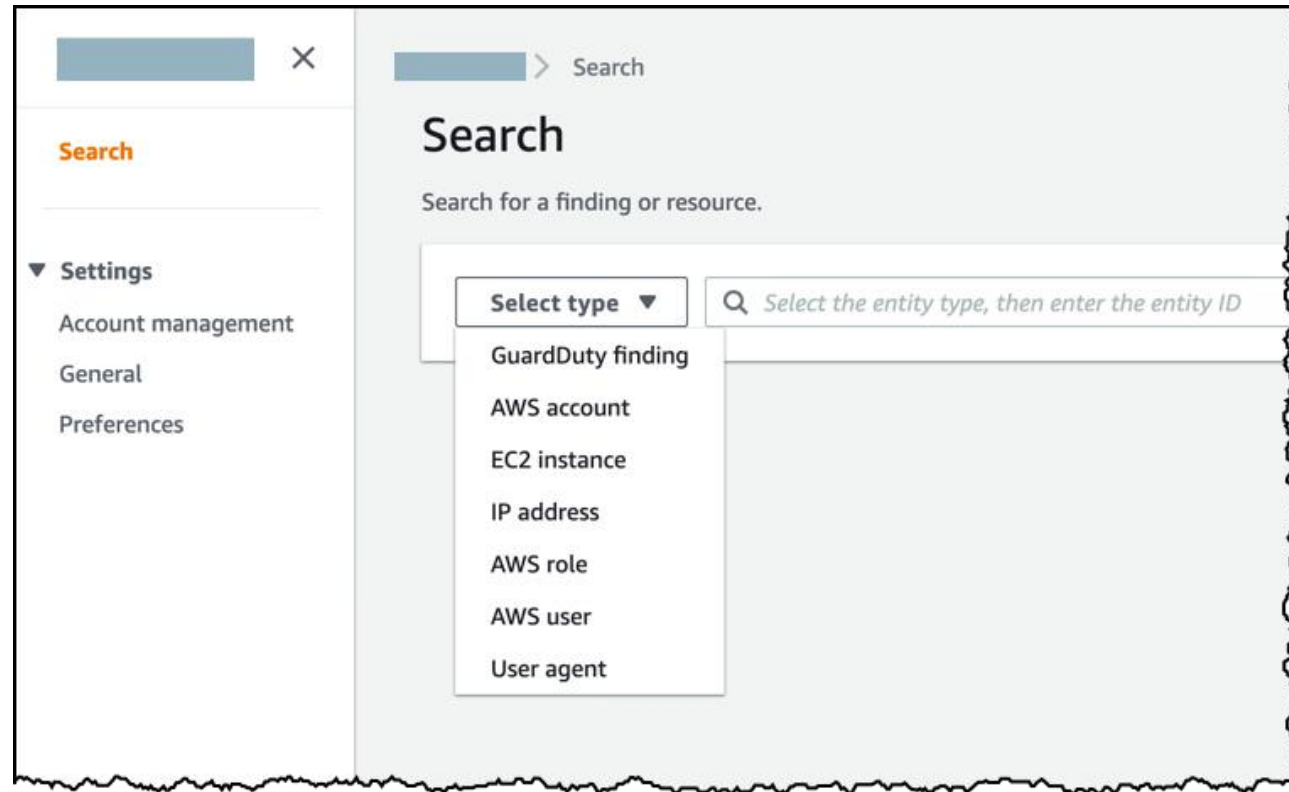 Search
Settings
Account management
General
Preferences
Search
Search
Search for a finding or resource.
Select type
Select the entity type, then enter the entity ID
GuardDuty finding
AWS account
EC2 instance
IP address
AWS role
AWS user
User agent